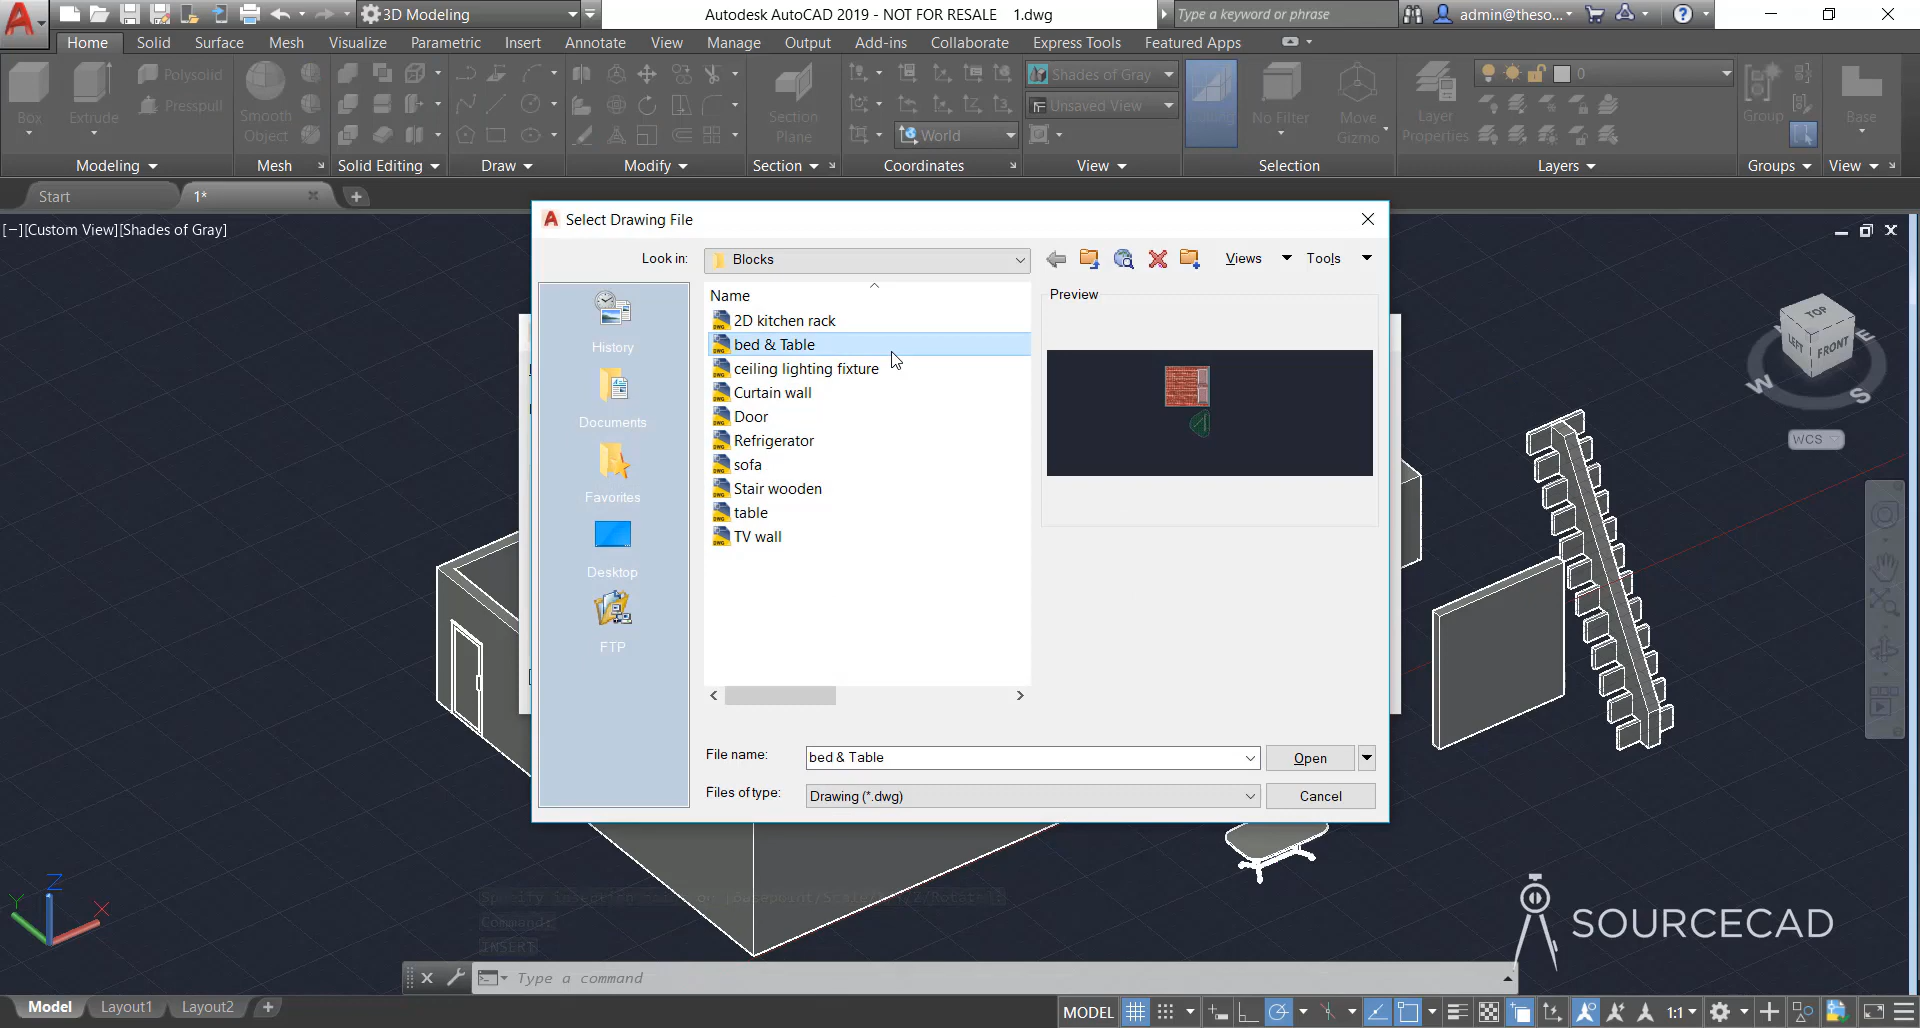 3D Modeling
Autodesk AutoCAD 2019 - NOT FOR RESALE 1.dwg
Type a keyword or phrase
admin@theso...
Home Solid Surface Mesh Visualize Parametric Insert Annotate View Manage Output Add-ins Collaborate Express Tools Featured Apps
Box
Extrude
Polysolid
Presspull
Smooth
Object
Section
Plane
World
Shades of Gray
Unsaved View
No Filter
Move
Gizmo
Layer
Properties
0
Group
Base
Modeling Mesh Solid Editing Draw Modify Section Coordinates View Selection Layers Groups View
Start
1*
[−][Custom View][Shades of Gray]
Select Drawing File
Look in:
Blocks
Views
Tools
History
Documents
Favorites
Desktop
FTP
Name
2D kitchen rack
bed & Table
ceiling lighting fixture
Curtain wall
Door
Refrigerator
sofa
Stair wooden
table
TV wall
Preview
File name:
bed & Table
Open
Files of type:
Drawing (*.dwg)
Cancel
TOP
LEFT
FRONT
W
S
WCS
Z
Y
X
Command:
INSERT
Type a command
SOURCECAD
Model Layout1 Layout2
MODEL
1:1